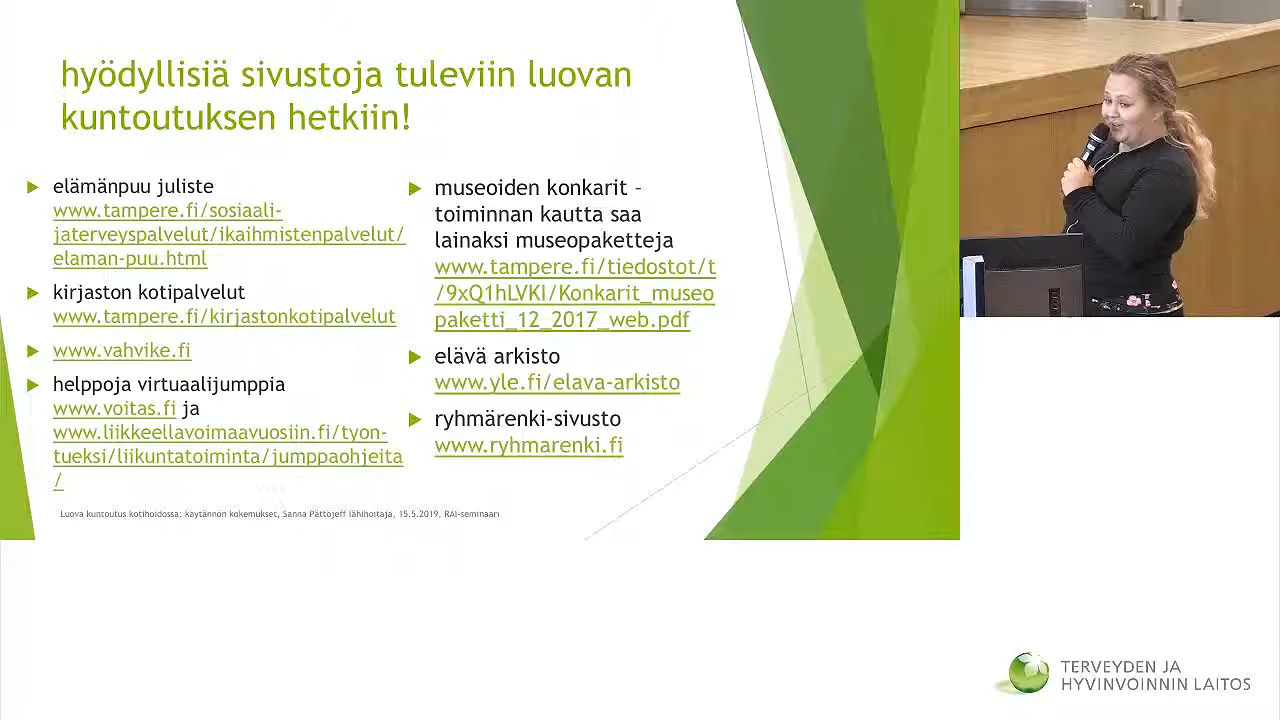 hyödyllisiä sivustoja tuleviin luovan
kuntoutuksen hetkiin!
elämänpuu juliste
www.tampere.fi/sosiaali-
jaterveyspalvelut/ikaihmistenpalvelut/
elaman-puu.html
kirjaston kotipalvelut
www.tampere.fi/kirjastonkotipalvelut
www.vahvike.fi
helppoja virtuaalijumppia
www.voitas.fi ja
www.liikkeellavoimaavuosiin.fi/tyon-
tueksi/liikuntatoiminta/jumppaohjeita
/
museoiden konkarit –
toiminnan kautta saa
lainaksi museopaketteja
www.tampere.fi/tiedostot/t
/9xQ1hLVKI/Konkarit_museo
paketti_12_2017_web.pdf
elävä arkisto
www.yle.fi/elava-arkisto
ryhmärenki-sivusto
www.ryhmarenki.fi
Luova kuntoutus kotihoidossa: käytännön kokemukset, Sanna Pättöjeff lähihoitaja, 15.5.2019, RAI-seminaari
TERVEYDEN JA
HYVINVOINNIN LAITOS